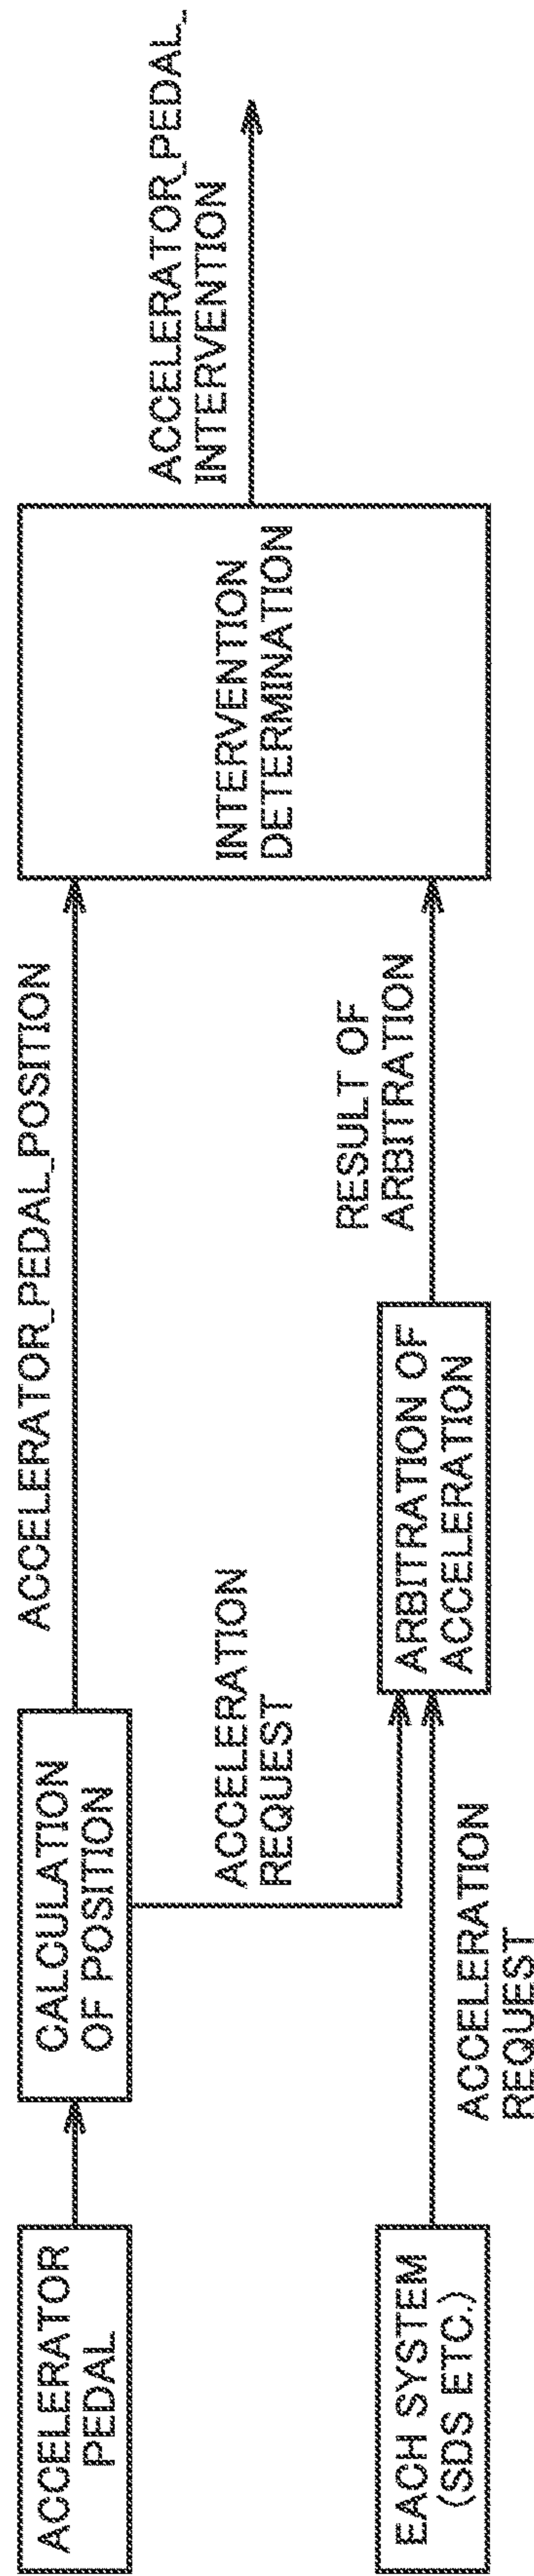 ACCELERATOR
PEDAL
CALCULATION
OF POSITION
ACCELERATOR_PEDAL_POSITION
ACCELERATION
REQUEST
EACH SYSTEM
(SDS ETC.)
ACCELERATION
REQUEST
ARBITRATION OF
ACCELERATION
RESULT OF
ARBITRATION
INTERVENTION
DETERMINATION
ACCELERATOR_PEDAL_
INTERVENTION